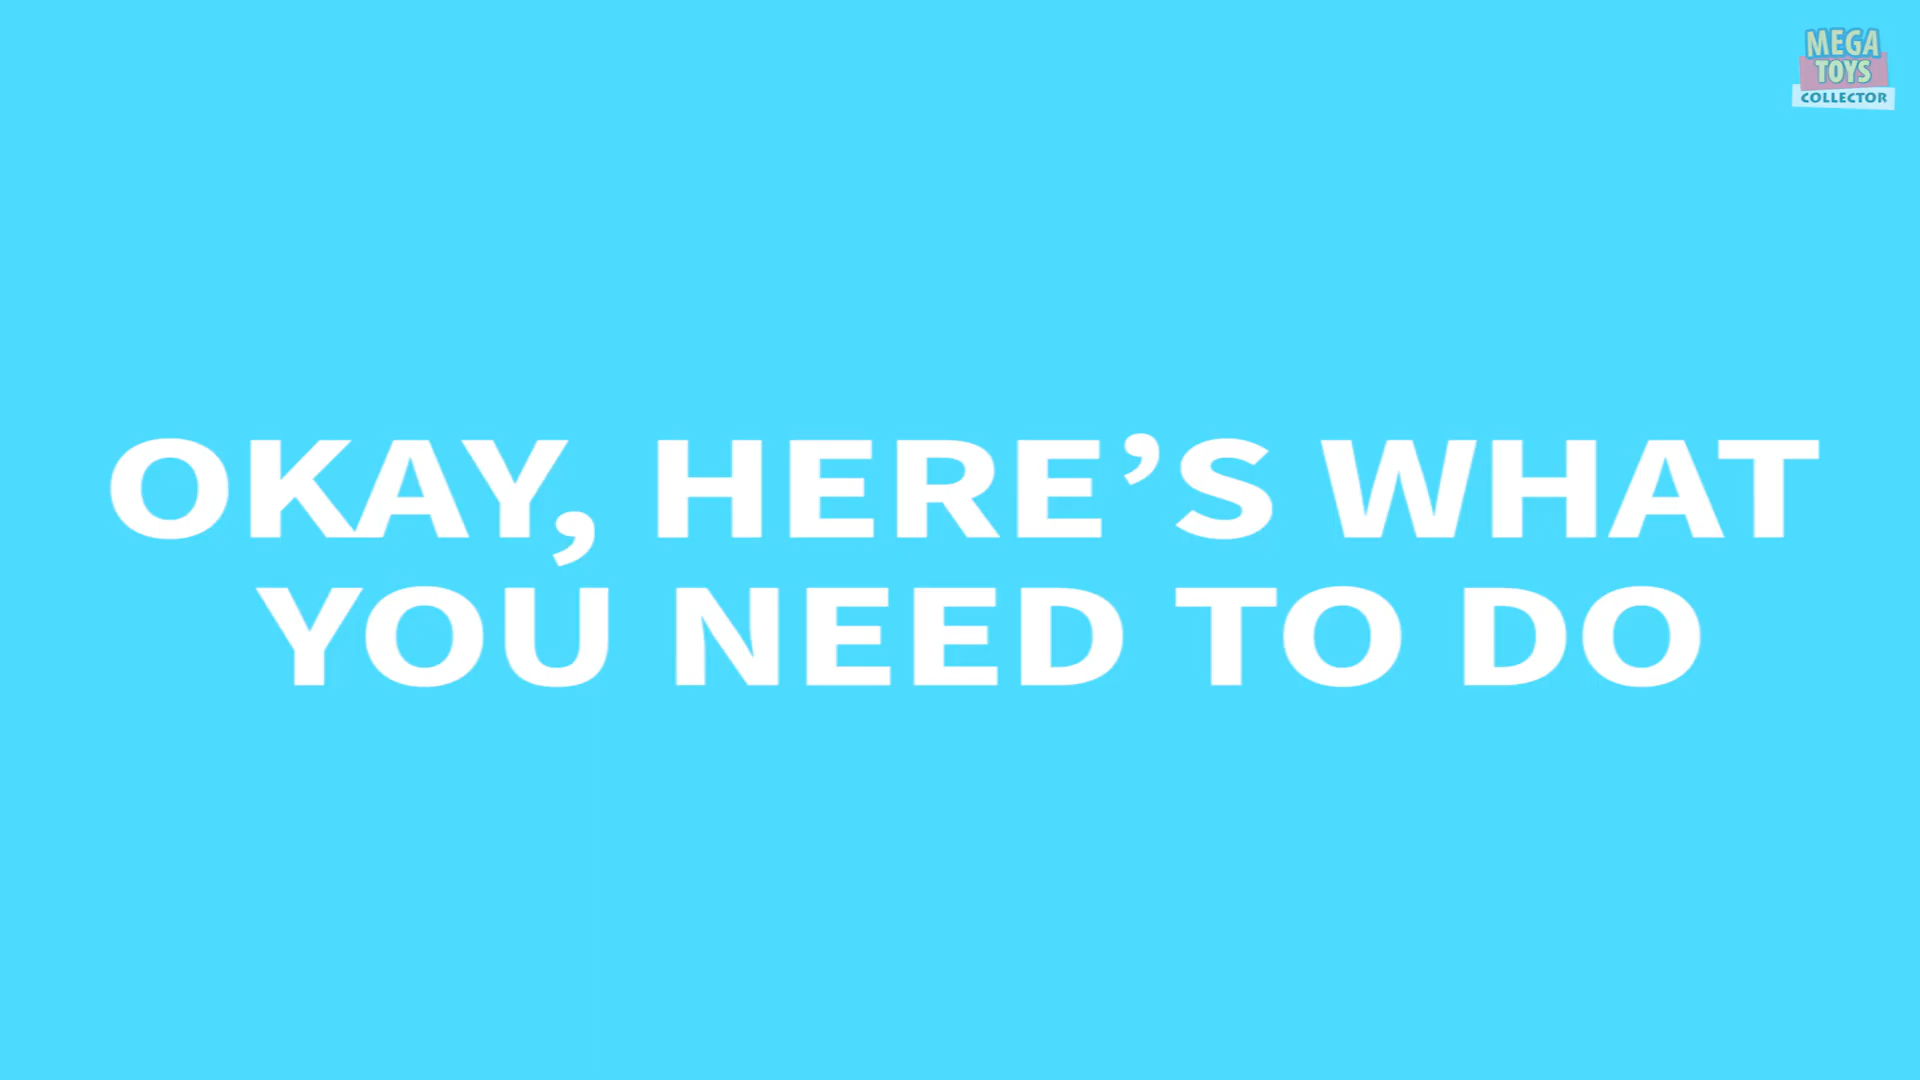 MEGA
TOYS
COLLECTOR
OKAY, HERE’S WHAT
YOU NEED TO DO